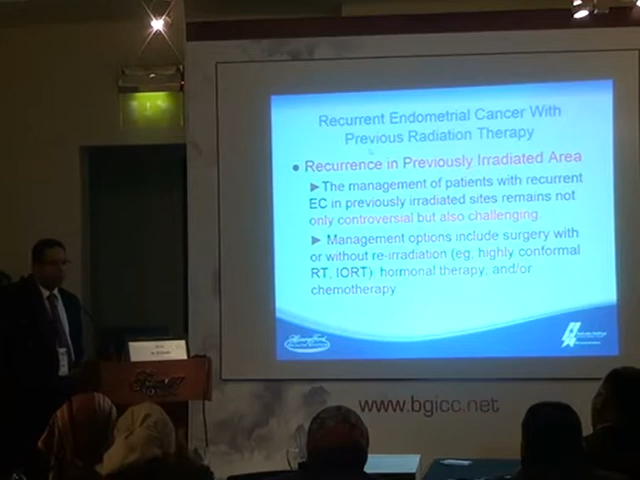 Recurrent Endometrial Cancer With
Previous Radiation Therapy
• Recurrence in Previously Irradiated Area
►The management of patients with recurrent
EC in previously irradiated sites remains not
only controversial but also challenging.
► Management options include surgery with
or without re-irradiation (eg, highly conformal
RT, IORT), hormonal therapy, and/or
chemotherapy
www.bgicc.net